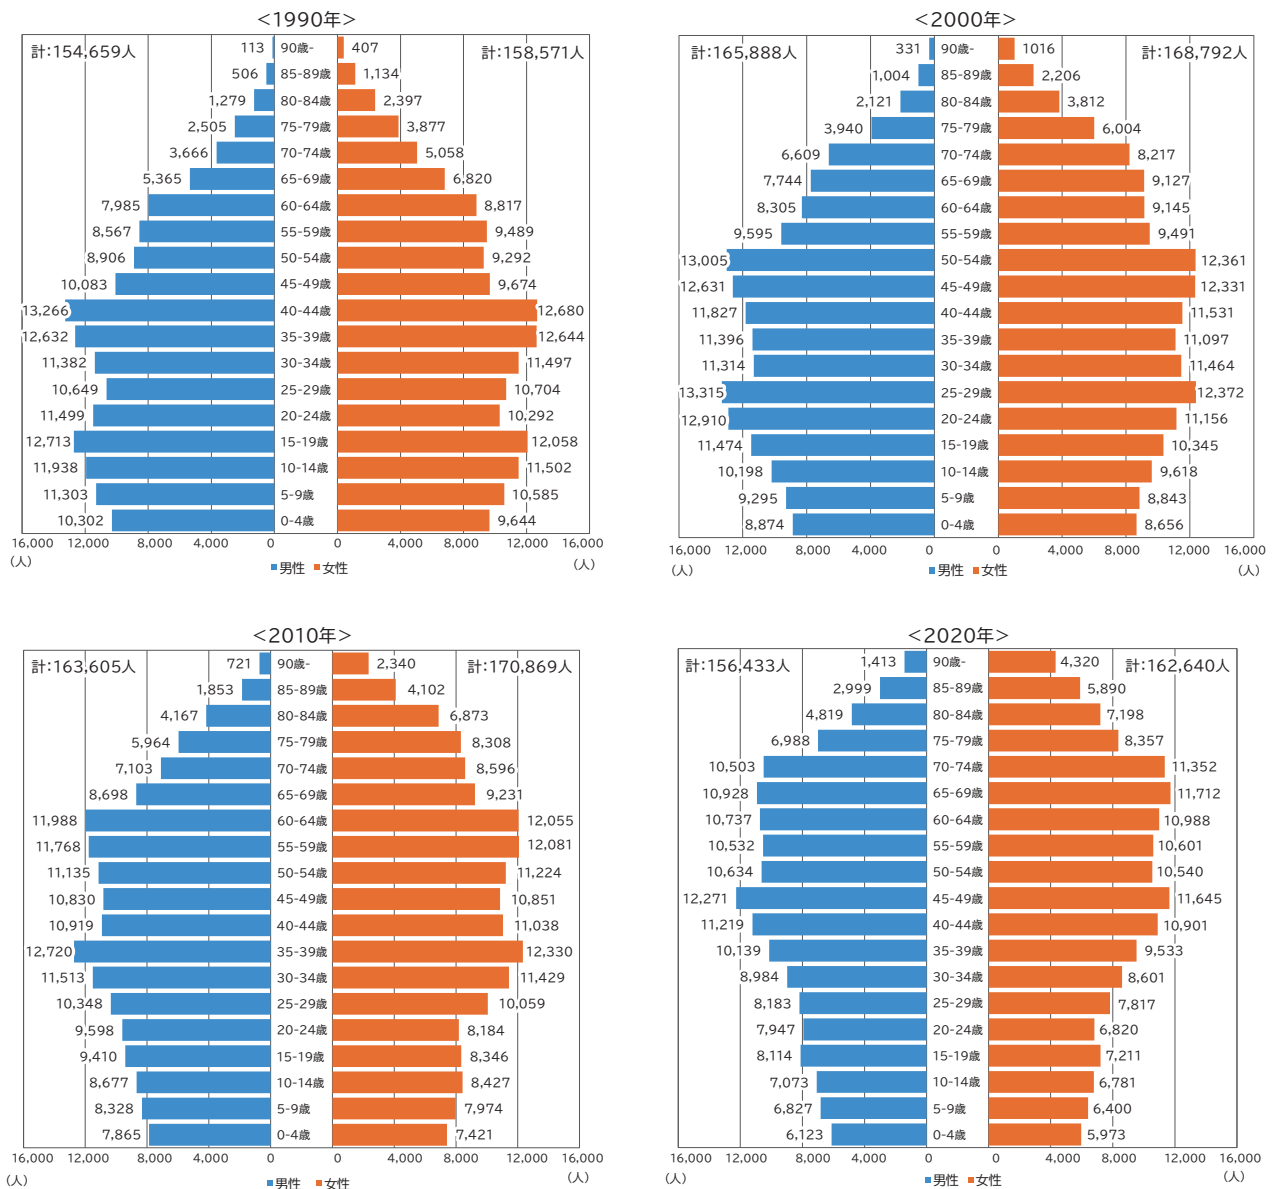 <1990年>
計:154,659人
計:158,571人
113 90歳- 407
506 85-89歳 1,134
1,279 80-84歳 2,397
2,505 75-79歳 3,877
3,666 70-74歳 5,058
5,365 65-69歳 6,820
7,985 60-64歳 8,817
8,567 55-59歳 9,489
8,906 50-54歳 9,292
10,083 45-49歳 9,674
13,266 40-44歳 12,680
12,632 35-39歳 12,644
11,382 30-34歳 11,497
10,649 25-29歳 10,704
11,499 20-24歳 10,292
12,713 15-19歳 12,058
11,938 10-14歳 11,502
11,303 5-9歳 10,585
10,302 0-4歳 9,644
16,000 12,000 8,000 4,000 0 0 4,000 8,000 12,000 16,000
(人) (人)
男性 女性
<2000年>
計:165,888人
計:168,792人
331 90歳- 1016
1,004 85-89歳 2,206
2,121 80-84歳 3,812
3,940 75-79歳 6,004
6,609 70-74歳 8,217
7,744 65-69歳 9,127
8,305 60-64歳 9,145
9,595 55-59歳 9,491
13,005 50-54歳 12,361
12,631 45-49歳 12,331
11,827 40-44歳 11,531
11,396 35-39歳 11,097
11,314 30-34歳 11,464
13,315 25-29歳 12,372
12,910 20-24歳 11,156
11,474 15-19歳 10,345
10,198 10-14歳 9,618
9,295 5-9歳 8,843
8,874 0-4歳 8,656
16,000 12,000 8,000 4,000 0 0 4,000 8,000 12,000 16,000
(人) (人)
男性 女性
<2010年>
計:163,605人
計:170,869人
721 90歳- 2,340
1,853 85-89歳 4,102
4,167 80-84歳 6,873
5,964 75-79歳 8,308
7,103 70-74歳 8,596
8,698 65-69歳 9,231
11,988 60-64歳 12,055
11,768 55-59歳 12,081
11,135 50-54歳 11,224
10,830 45-49歳 10,851
10,919 40-44歳 11,038
12,720 35-39歳 12,330
11,513 30-34歳 11,429
10,348 25-29歳 10,059
9,598 20-24歳 8,184
9,410 15-19歳 8,346
8,677 10-14歳 8,427
8,328 5-9歳 7,974
7,865 0-4歳 7,421
16,000 12,000 8,000 4,000 0 0 4,000 8,000 12,000 16,000
(人) (人)
男性 女性
<2020年>
計:156,433人
計:162,640人
1,413 90歳- 4,320
2,999 85-89歳 5,890
4,819 80-84歳 7,198
6,988 75-79歳 8,357
10,503 70-74歳 11,352
10,928 65-69歳 11,712
10,737 60-64歳 10,988
10,532 55-59歳 10,601
10,634 50-54歳 10,540
12,271 45-49歳 11,645
11,219 40-44歳 10,901
10,139 35-39歳 9,533
8,984 30-34歳 8,601
8,183 25-29歳 7,817
7,947 20-24歳 6,820
8,114 15-19歳 7,211
7,073 10-14歳 6,781
6,827 5-9歳 6,400
6,123 0-4歳 5,973
16,000 12,000 8,000 4,000 0 0 4,000 8,000 12,000 16,000
(人) (人)
男性 女性